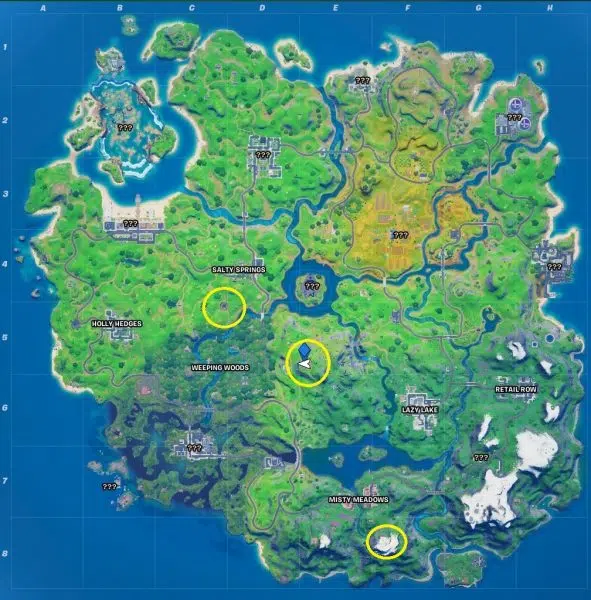 A B C D E F G H
1
???
2
???
???
???
3
???
???
4
SALTY SPRINGS
???
???
HOLLY HEDGES
5
WEEPING WOODS
RETAIL ROW
6
LAZY LAKE
???
???
7
???
MISTY MEADOWS
8